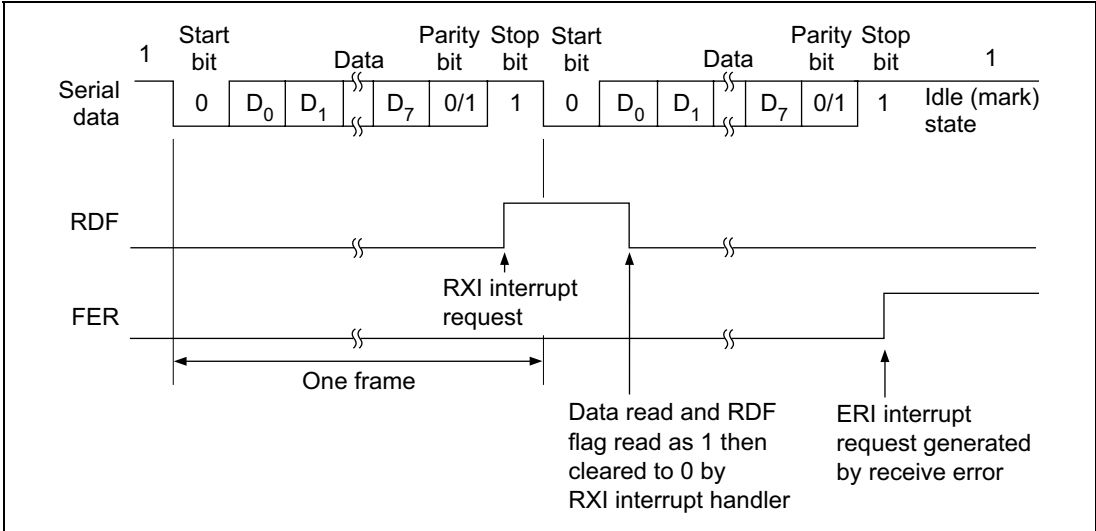 1 Start bit Data Parity bit Stop bit Start bit Data Parity bit Stop bit 1
Serial data 0 D0 D1 D7 0/1 1 0 D0 D1 D7 0/1 1 Idle (mark) state
RDF
RXI interrupt
request
FER
One frame
Data read and RDF
flag read as 1 then
cleared to 0 by
RXI interrupt handler
ERI interrupt
request generated
by receive error